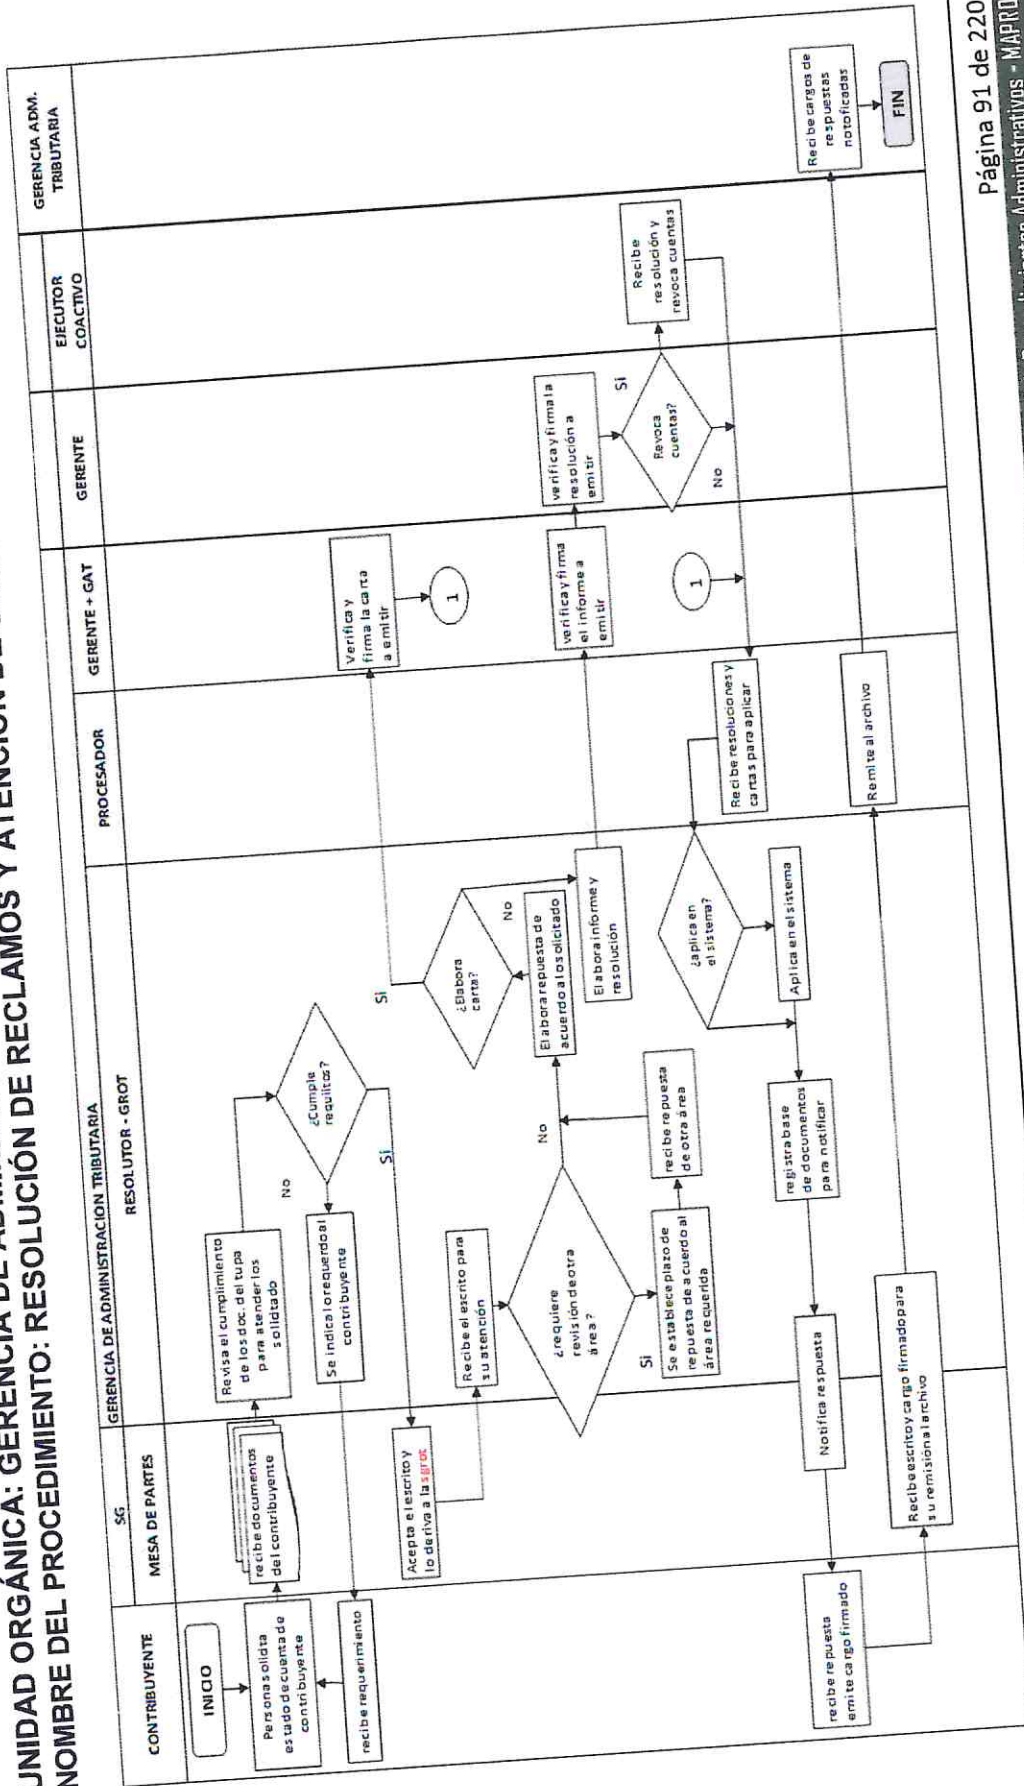 UNIDAD ORGÁNICA: GERENCIA DE
NOMBRE DEL PROCEDIMIENTO: RESOLUCIÓN DE RECLAMOS Y ATENCIÓN DE
CONTRIBUYENTE
SG
MESA DE PARTES
GERENCIA DE ADMINISTRACION TRIBUTARIA
RESOLUTOR - GROT
PROCESADOR
GERENTE + GAT
GERENTE
EJECUTOR
COACTIVO
GERENCIA ADM.
TRIBUTARIA
INICIO
Persona solidta
estado de cuenta de
contribuyente
recibe documentos
del contribuyente
Revisa el cumplimiento
de los doc. del tupa
para atender los
solidtado
¿Cumple
requiitos?
No
Si
Se indica lo requerdo al
contribuyente
recibe requerimiento
Acepta el escrito y
lo deriva a la sgrot
Recibe el escrito para
su atención
¿requiere
revisión de otra
área?
No
Si
Se establece plazo de
repuesta de acuerdo al
área requerida
recibe repuesta
de otra área
Elabora repuesta de
acuerdo a lo solicitado
¿Elabora
carta?
Si
No
Verifica y
firma la carta
a emitir
1
Elabora informe y
resolución
verifica y firma
el informe a
emitir
verifica y firma la
resolución a
emitir
Revoca
cuentas?
Si
No
Recibe
resolución y
revoca cuentas
1
Recibe resoluciones y
cartas para aplicar
¿aplica en
el sistema?
Aplica en el sistema
registra base
de documentos
para notificar
Notifica respuesta
recibe repuesta
emite cargo firmado
Recibe escrito y cargo firmado para
su remisión al archivo
Remite al archivo
Recibe cargos de
respuestas
notoficadas
FIN
Página 91 de 220
Administrativos - MAPRO